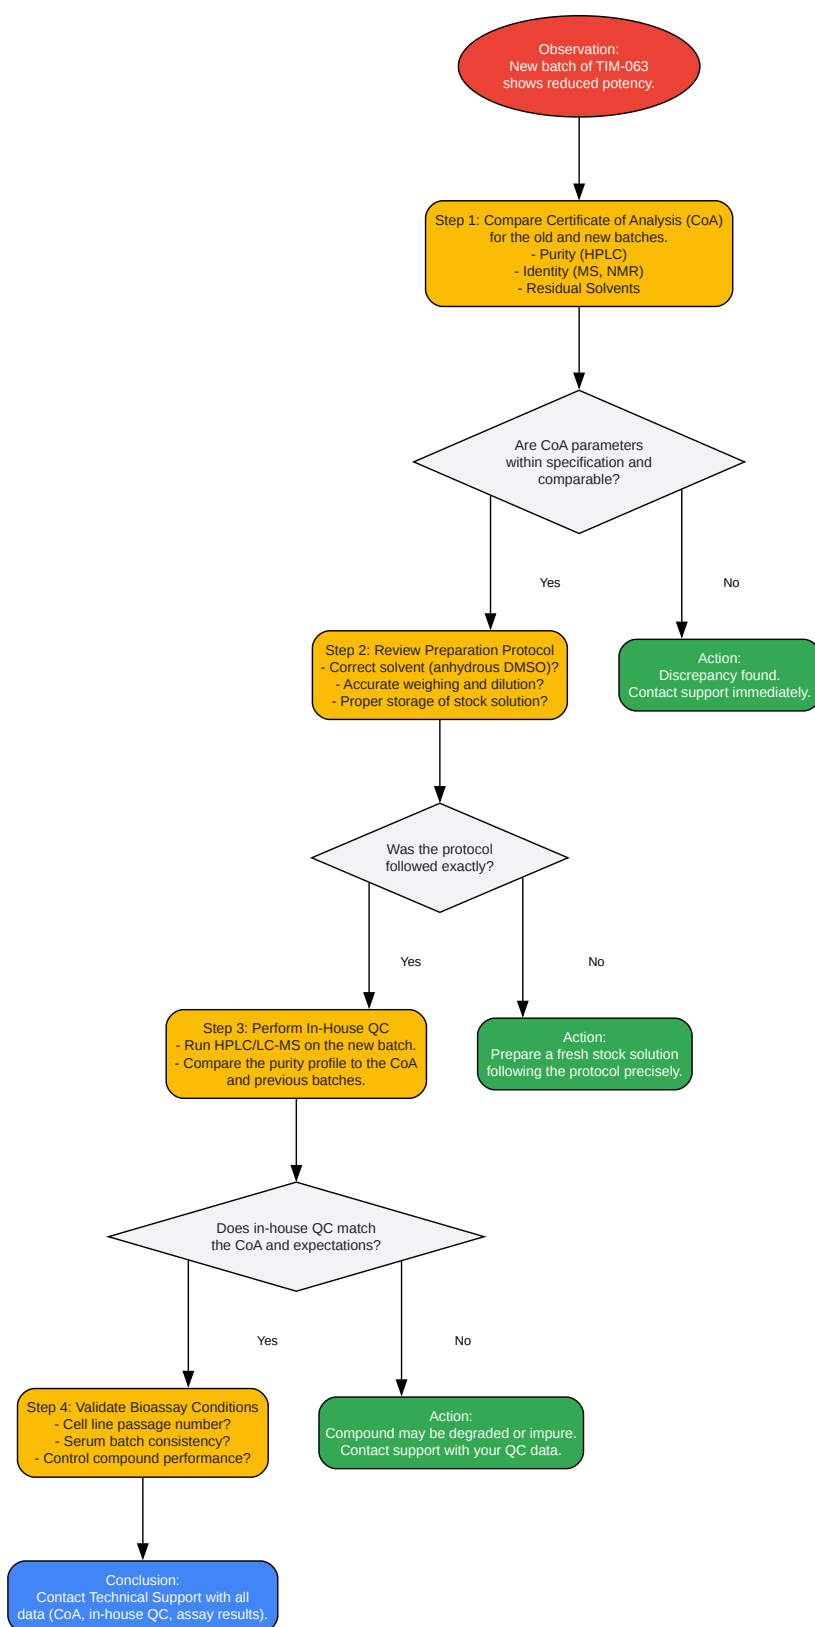 Observation:
New batch of TIM-063
shows reduced potency.
Step 1: Compare Certificate of Analysis (CoA)
for the old and new batches.
- Purity (HPLC)
- Identity (MS, NMR)
- Residual Solvents
Are CoA parameters
within specification and
comparable?
Yes
No
Step 2: Review Preparation Protocol
- Correct solvent (anhydrous DMSO)?
- Accurate weighing and dilution?
- Proper storage of stock solution?
Action:
Discrepancy found.
Contact support immediately.
Was the protocol
followed exactly?
Yes
No
Step 3: Perform In-House QC
- Run HPLC/LC-MS on the new batch.
- Compare the purity profile to the CoA
and previous batches.
Action:
Prepare a fresh stock solution
following the protocol precisely.
Does in-house QC match
the CoA and expectations?
Yes
No
Step 4: Validate Bioassay Conditions
- Cell line passage number?
- Serum batch consistency?
- Control compound performance?
Action:
Compound may be degraded or impure.
Contact support with your QC data.
Conclusion:
Contact Technical Support with all
data (CoA, in-house QC, assay results).